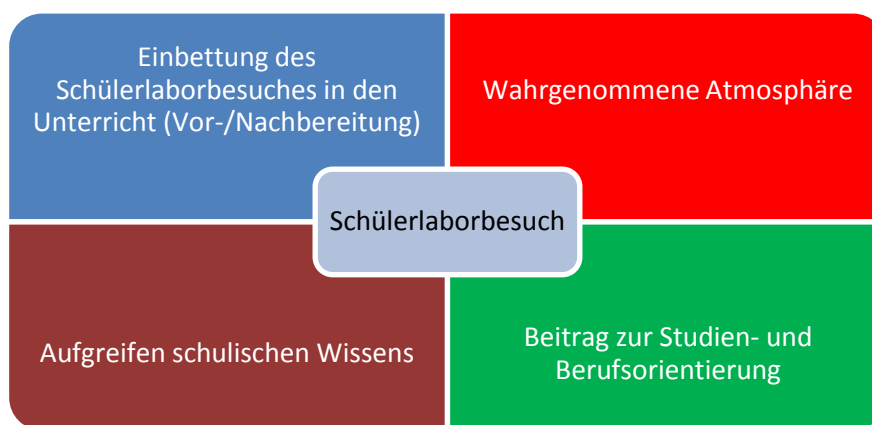 Einbettung des
Schülerlaborbesuches in den
Unterricht (Vor-/Nachbereitung)
Wahrgenommene Atmosphäre
Schülerlaborbesuch
Aufgreifen schulischen Wissens
Beitrag zur Studien- und
Berufsorientierung